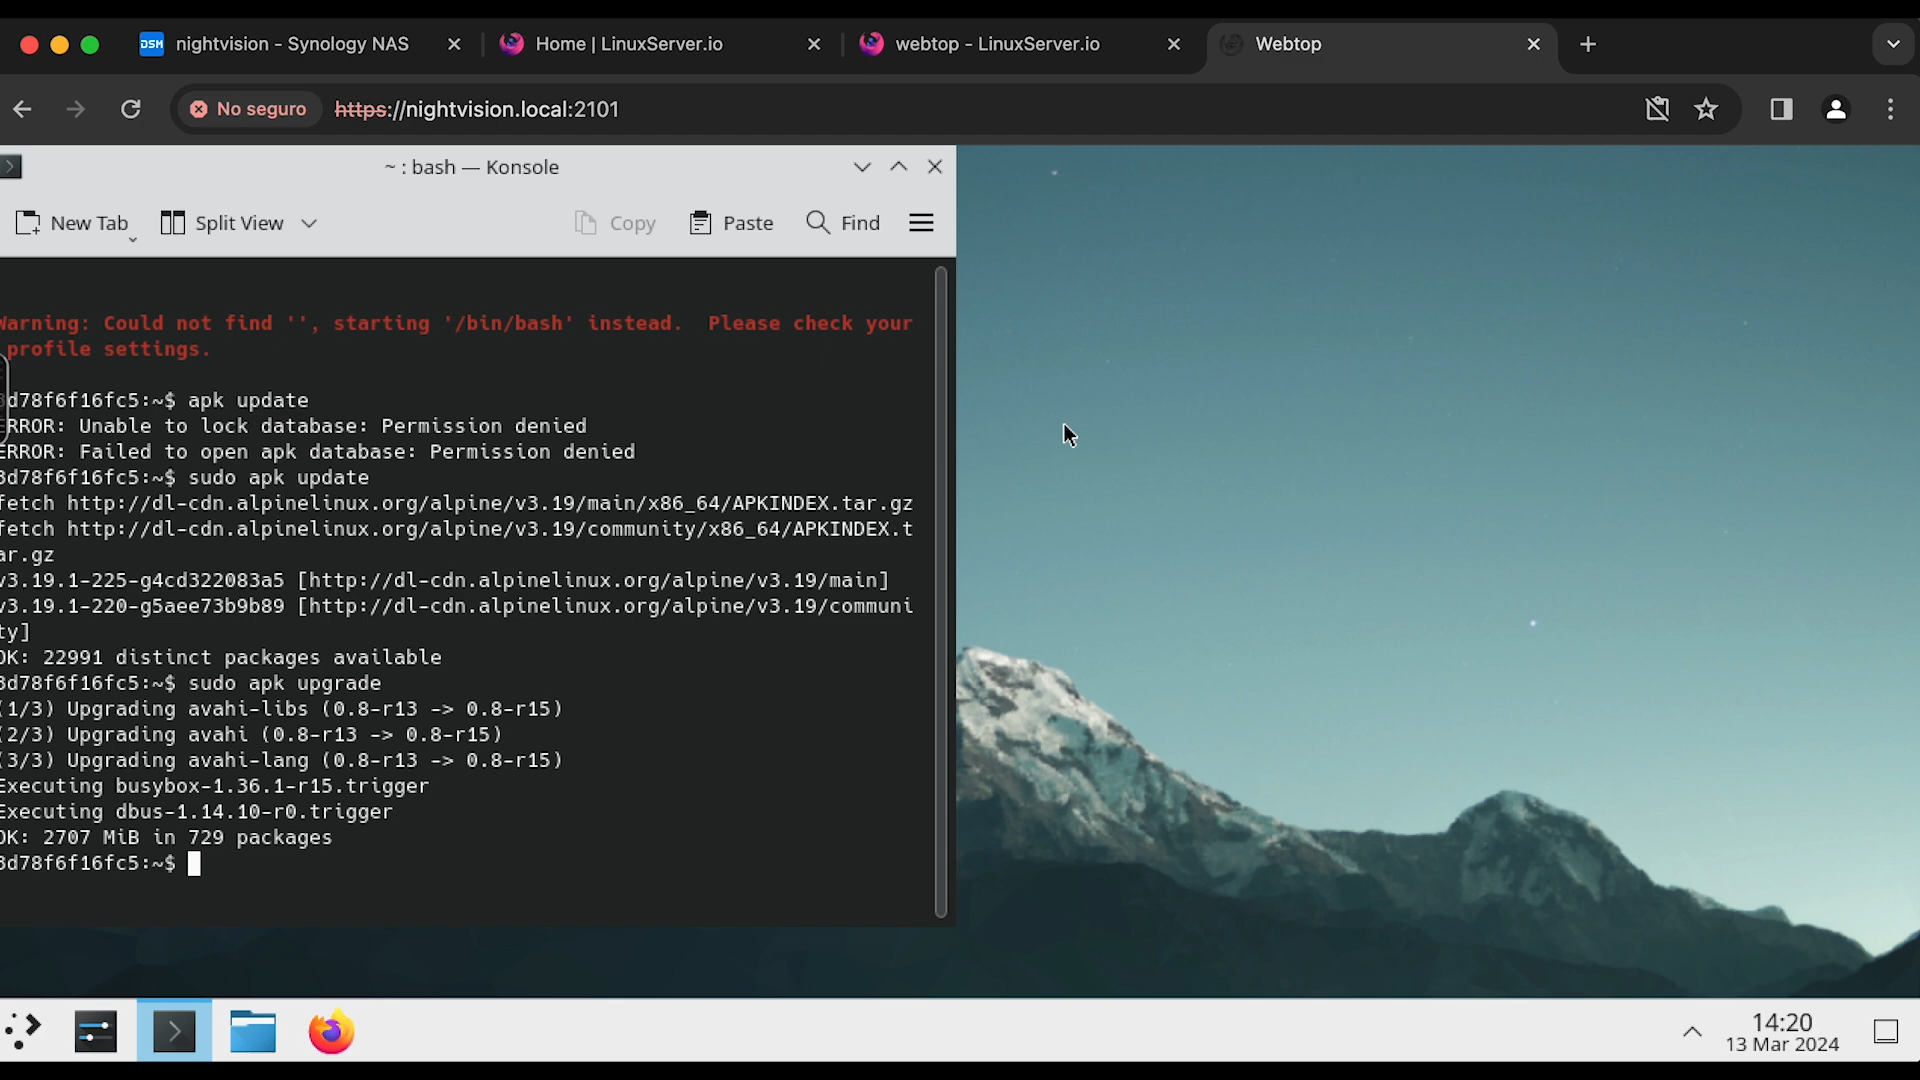 DSM nightvision - Synology NAS
Home | LinuxServer.io
webtop - LinuxServer.io
Webtop
No seguro https://nightvision.local:2101
~ : bash — Konsole
New Tab Split View Copy Paste Find
Warning: Could not find '', starting '/bin/bash' instead.  Please check your
profile settings.
d78f6f16fc5:~$ apk update
ERROR: Unable to lock database: Permission denied
ERROR: Failed to open apk database: Permission denied
3d78f6f16fc5:~$ sudo apk update
fetch http://dl-cdn.alpinelinux.org/alpine/v3.19/main/x86_64/APKINDEX.tar.gz
fetch http://dl-cdn.alpinelinux.org/alpine/v3.19/community/x86_64/APKINDEX.t
ar.gz
v3.19.1-225-g4cd322083a5 [http://dl-cdn.alpinelinux.org/alpine/v3.19/main]
v3.19.1-220-g5aee73b9b89 [http://dl-cdn.alpinelinux.org/alpine/v3.19/communi
ty]
OK: 22991 distinct packages available
3d78f6f16fc5:~$ sudo apk upgrade
(1/3) Upgrading avahi-libs (0.8-r13 -> 0.8-r15)
(2/3) Upgrading avahi (0.8-r13 -> 0.8-r15)
(3/3) Upgrading avahi-lang (0.8-r13 -> 0.8-r15)
Executing busybox-1.36.1-r15.trigger
Executing dbus-1.14.10-r0.trigger
OK: 2707 MiB in 729 packages
3d78f6f16fc5:~$
14:20
13 Mar 2024